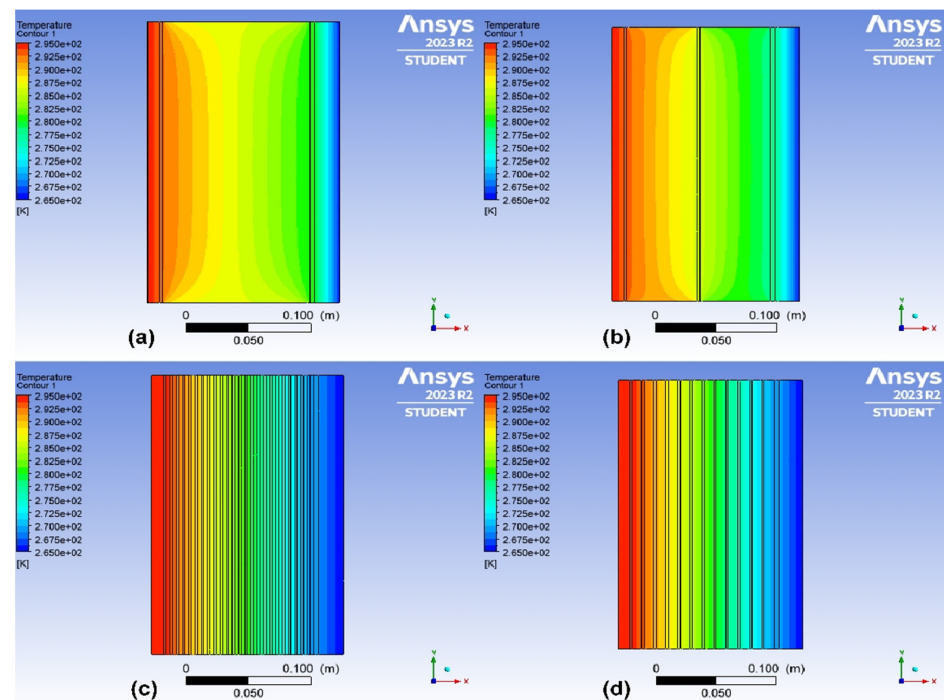 Temperature
Contour 1
2.950e+02
2.925e+02
2.900e+02
2.875e+02
2.850e+02
2.825e+02
2.800e+02
2.775e+02
2.750e+02
2.725e+02
2.700e+02
2.675e+02
2.650e+02
[K]
Ansys
2023 R2
STUDENT
Y
X
0 0.100 (m)
0.050
(a)
Temperature
Contour 1
2.950e+02
2.925e+02
2.900e+02
2.875e+02
2.850e+02
2.825e+02
2.800e+02
2.775e+02
2.750e+02
2.725e+02
2.700e+02
2.675e+02
2.650e+02
[K]
Ansys
2023 R2
STUDENT
Y
X
0 0.100 (m)
0.050
(b)
Temperature
Contour 1
2.950e+02
2.925e+02
2.900e+02
2.875e+02
2.850e+02
2.825e+02
2.800e+02
2.775e+02
2.750e+02
2.725e+02
2.700e+02
2.675e+02
2.650e+02
[K]
Ansys
2023 R2
STUDENT
Y
X
0 0.100 (m)
0.050
(c)
Temperature
Contour 1
2.950e+02
2.925e+02
2.900e+02
2.875e+02
2.850e+02
2.825e+02
2.800e+02
2.775e+02
2.750e+02
2.725e+02
2.700e+02
2.675e+02
2.650e+02
[K]
Ansys
2023 R2
STUDENT
Y
X
0 0.100 (m)
0.050
(d)